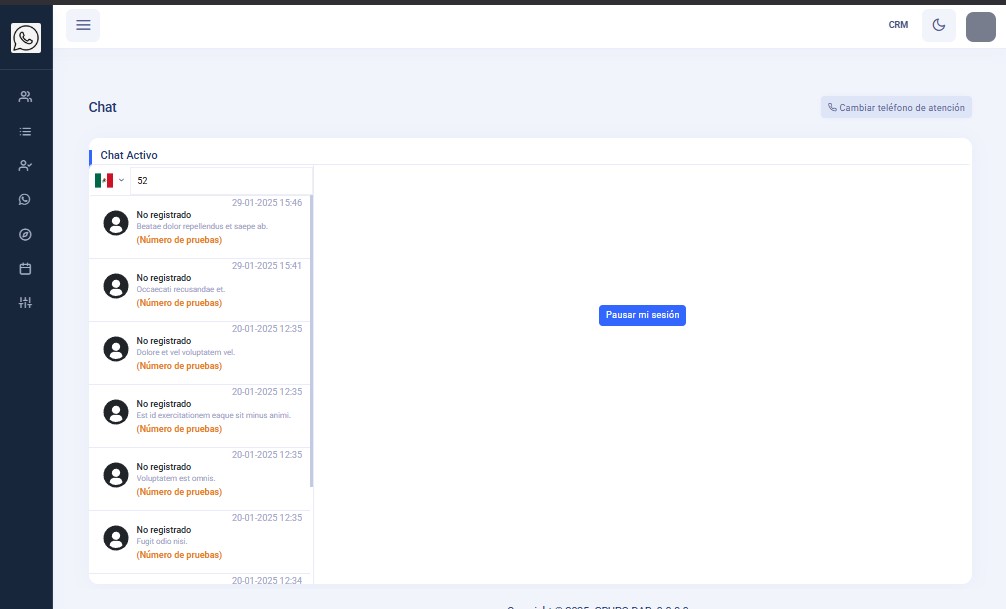 CRM
Chat
Cambiar teléfono de atención
Chat Activo
52
29-01-2025 15:46
No registrado
Beatae dolor repellendus et saepe ab.
(Número de pruebas)
29-01-2025 15:41
No registrado
Occaecati recusandae et.
(Número de pruebas)
20-01-2025 12:35
No registrado
Dolore et vel voluptatem vel.
(Número de pruebas)
20-01-2025 12:35
No registrado
Est id exercitationem eaque sit minus animi.
(Número de pruebas)
20-01-2025 12:35
No registrado
Voluptatem est omnis.
(Número de pruebas)
20-01-2025 12:35
No registrado
Fugit odio nisi.
(Número de pruebas)
20-01-2025 12:34
Pausar mi sesión